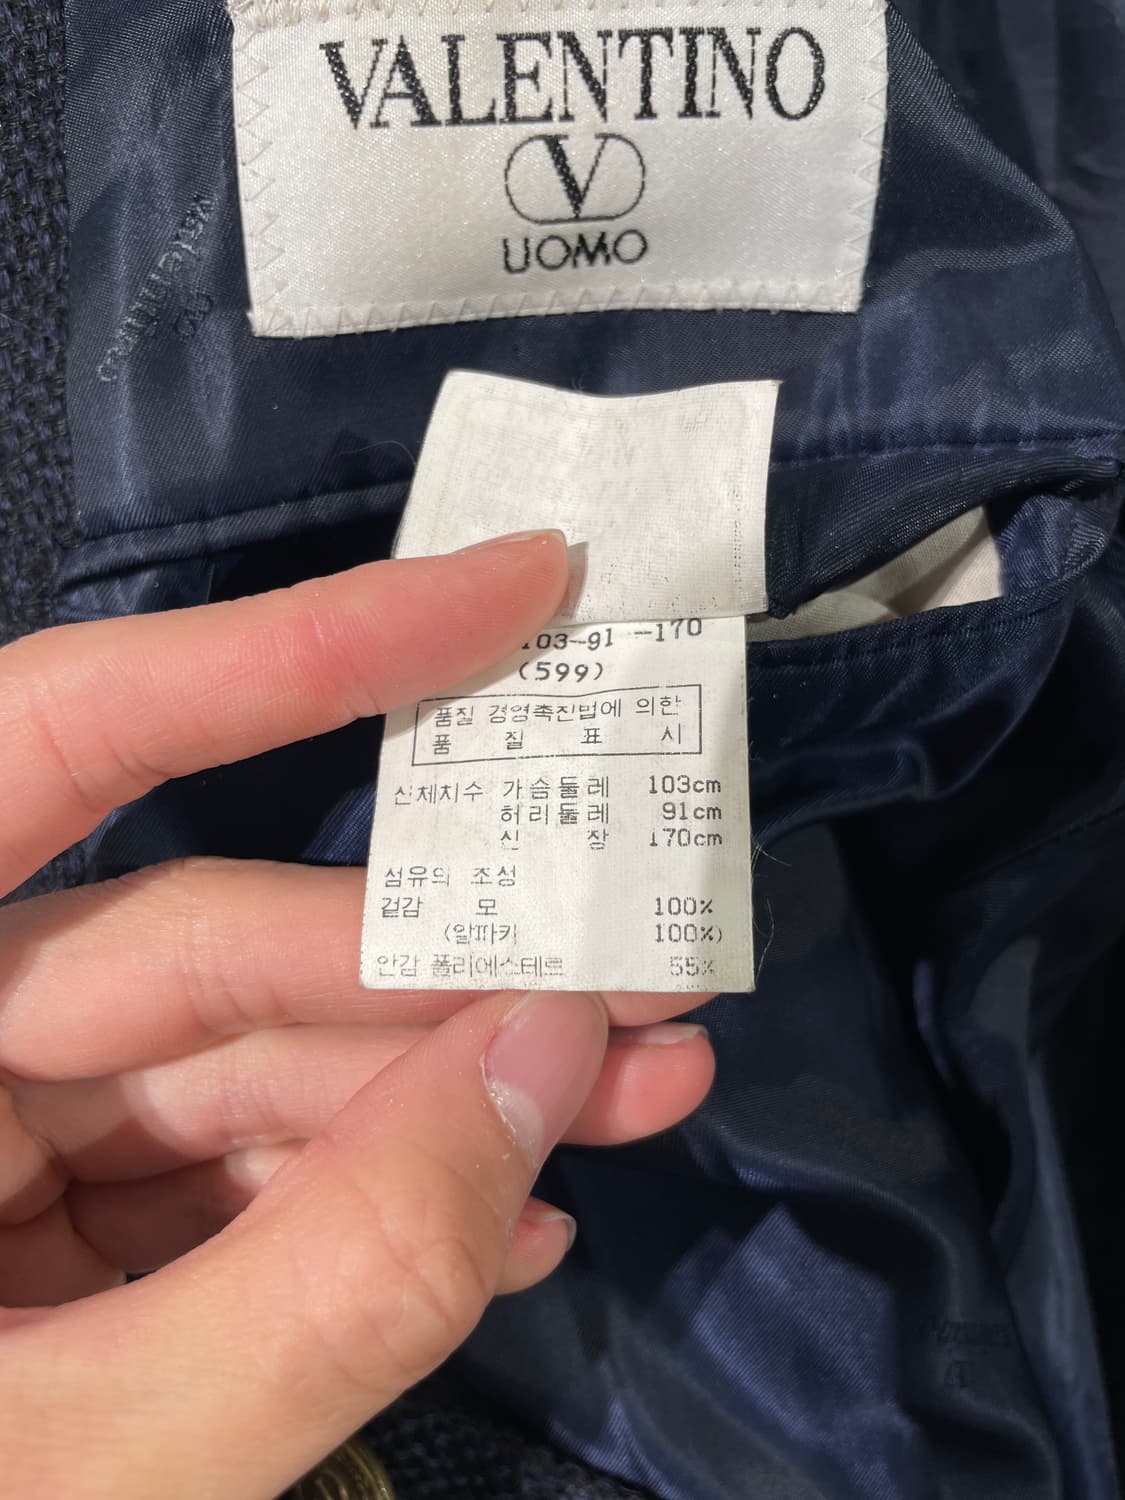 VALENTINO
V
UOMO
valentino
103-91 -170
(599)
품질 경영촉진법에 의한
품 질 표 시
신체치수 가슴둘레 103cm
허리둘레 91cm
신 장 170cm
섬유의 조성
겉감 모 100%
(알파카 100%)
안감 폴리에스테르 55%